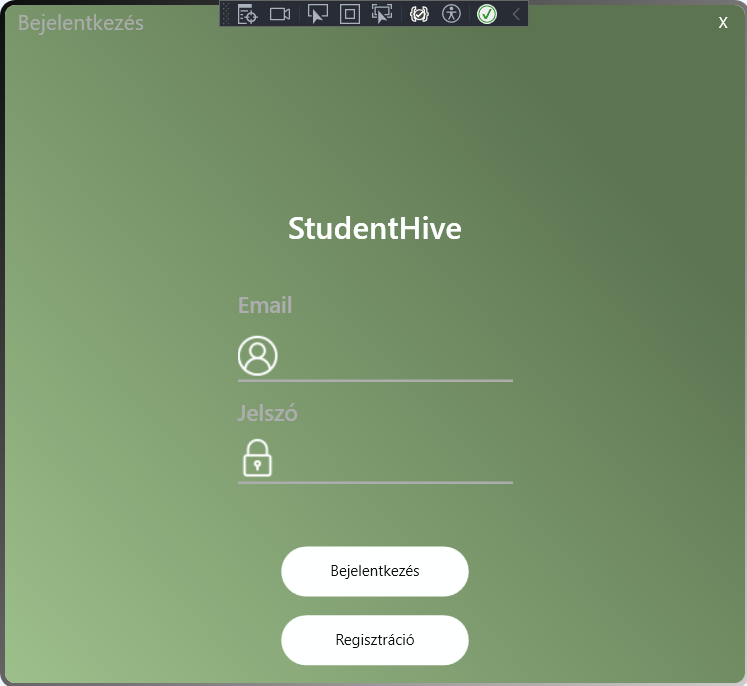 Bejelentkezés
X
StudentHive
Email
Jelszó
Bejelentkezés
Regisztráció